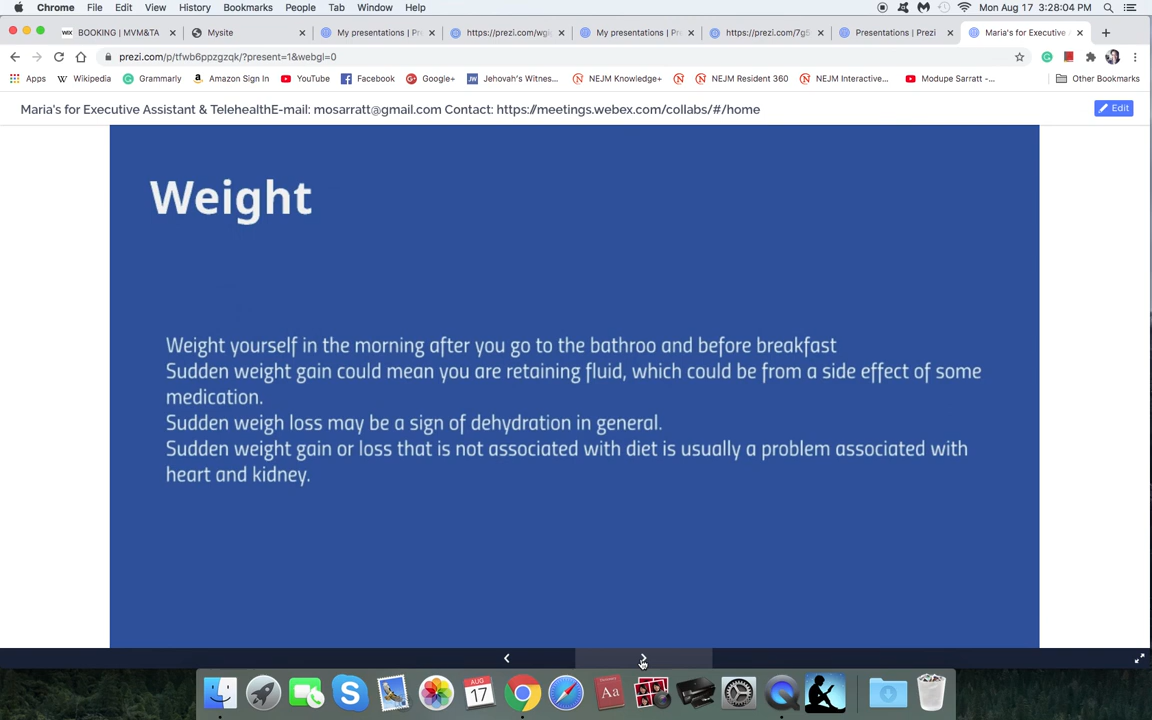 Chrome File Edit View History Bookmarks People Tab Window Help Mon Aug 17 3:28:04 PM
BOOKING | MVM&TA Mysite My presentations | Pr https://prezi.com/wgi My presentations | Pr https://prezi.com/7g5 Presentations | Prezi Maria's for Executive
prezi.com/p/tfwb6ppzgzqk/?present=1&webgl=0
Apps Wikipedia Grammarly Amazon Sign In YouTube Facebook Google+ Jehovah's Witnes... NEJM Knowledge+ NEJM Resident 360 NEJM Interactive... Modupe Sarratt -... Other Bookmarks
Maria's for Executive Assistant & TelehealthE-mail: mosarratt@gmail.com Contact: https://meetings.webex.com/collabs/#/home Edit
Weight
Weight yourself in the morning after you go to the bathroo and before breakfast
Sudden weight gain could mean you are retaining fluid, which could be from a side effect of some
medication.
Sudden weigh loss may be a sign of dehydration in general.
Sudden weight gain or loss that is not associated with diet is usually a problem associated with
heart and kidney.
AUG
17
Aa